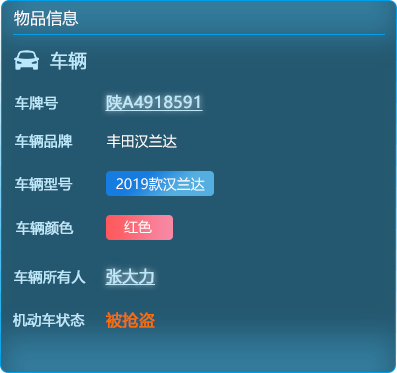 物品信息
车辆
车牌号 陕A4918591
车辆品牌 丰田汉兰达
车辆型号 2019款汉兰达
车辆颜色 红色
车辆所有人 张大力
机动车状态 被抢盗